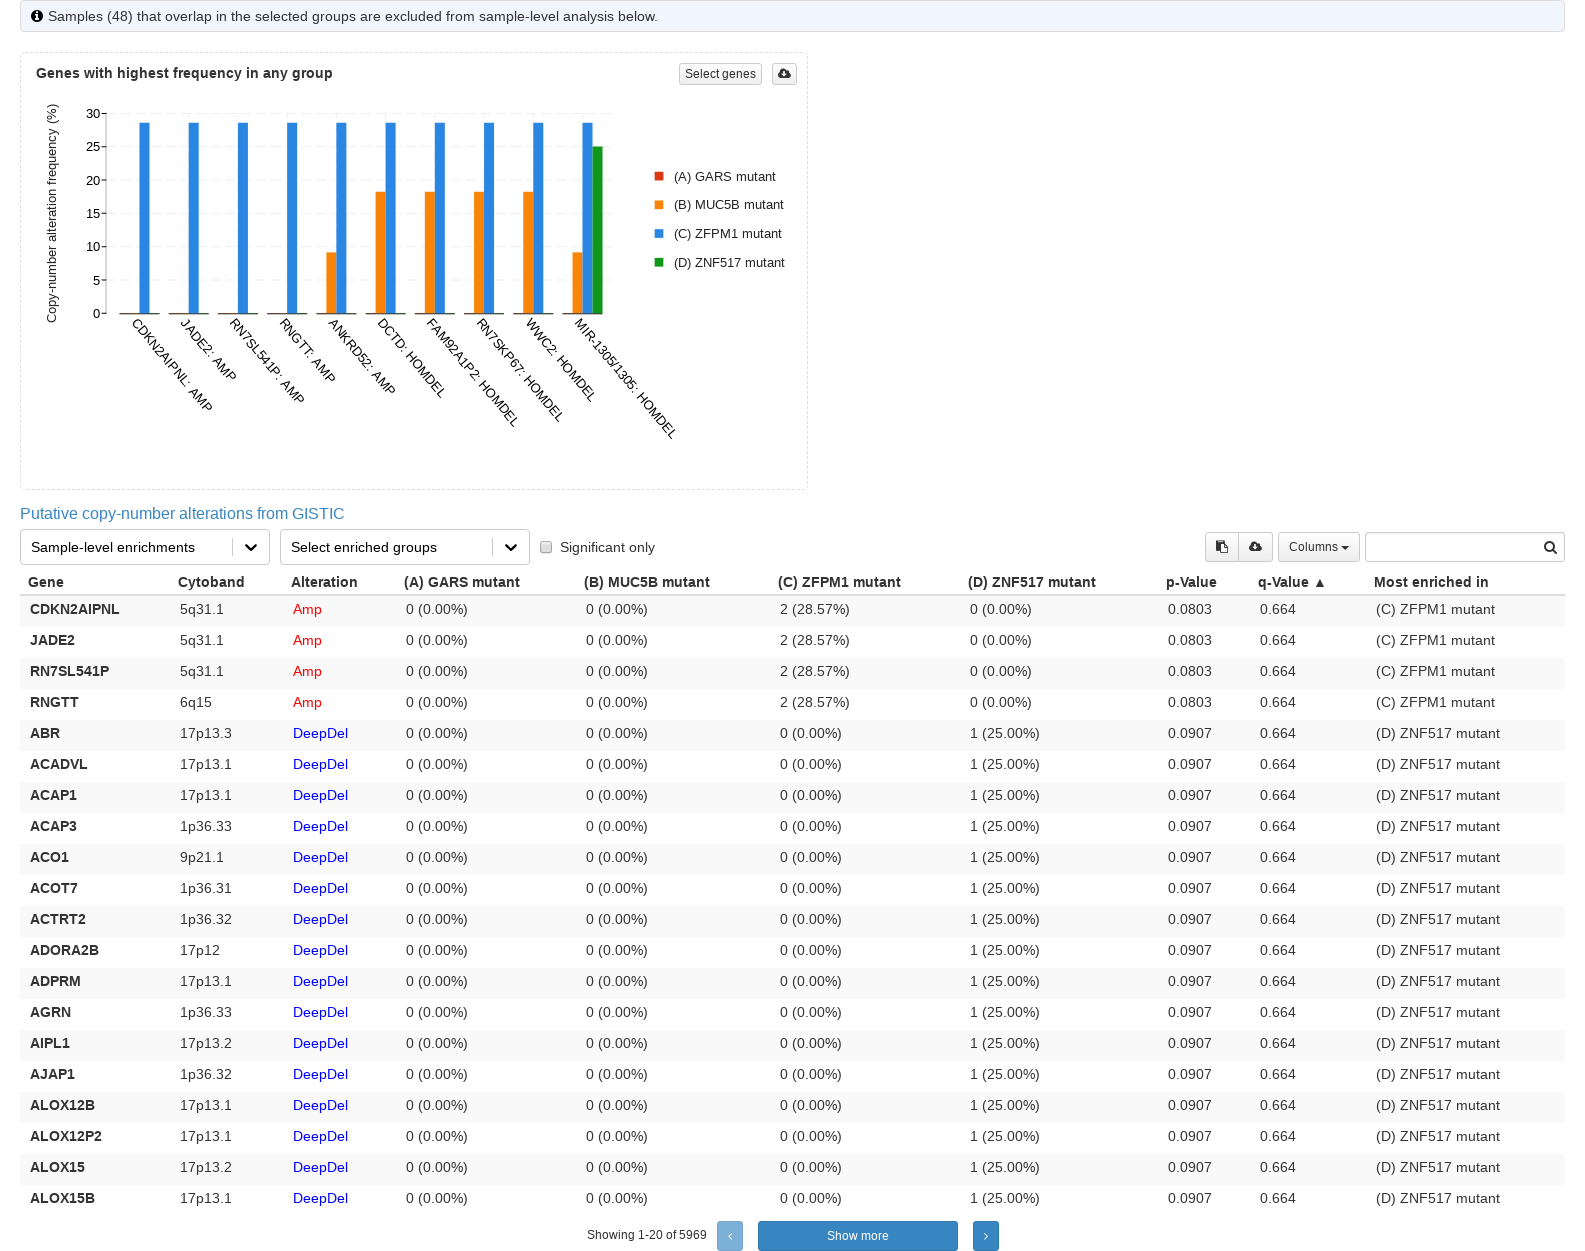 Samples (48) that overlap in the selected groups are excluded from sample-level analysis below.
Genes with highest frequency in any group
Select genes
Copy-number alteration frequency (%)
30
25
20
15
10
5
0
CDKN2AIPNL: AMP
JADE2: AMP
RN7SL541P: AMP
RNGTT: AMP
ANKRD52: AMP
DCTD: HOMDEL
FAM92A1P2: HOMDEL
RN7SKP67: HOMDEL
WWC2: HOMDEL
MIR-1305/1305: HOMDEL
(A) GARS mutant
(B) MUC5B mutant
(C) ZFPM1 mutant
(D) ZNF517 mutant
Putative copy-number alterations from GISTIC
Sample-level enrichments Select enriched groups Significant only Columns
Gene Cytoband Alteration (A) GARS mutant (B) MUC5B mutant (C) ZFPM1 mutant (D) ZNF517 mutant p-Value q-Value ▲ Most enriched in
CDKN2AIPNL 5q31.1 Amp 0 (0.00%) 0 (0.00%) 2 (28.57%) 0 (0.00%) 0.0803 0.664 (C) ZFPM1 mutant
JADE2 5q31.1 Amp 0 (0.00%) 0 (0.00%) 2 (28.57%) 0 (0.00%) 0.0803 0.664 (C) ZFPM1 mutant
RN7SL541P 5q31.1 Amp 0 (0.00%) 0 (0.00%) 2 (28.57%) 0 (0.00%) 0.0803 0.664 (C) ZFPM1 mutant
RNGTT 6q15 Amp 0 (0.00%) 0 (0.00%) 2 (28.57%) 0 (0.00%) 0.0803 0.664 (C) ZFPM1 mutant
ABR 17p13.3 DeepDel 0 (0.00%) 0 (0.00%) 0 (0.00%) 1 (25.00%) 0.0907 0.664 (D) ZNF517 mutant
ACADVL 17p13.1 DeepDel 0 (0.00%) 0 (0.00%) 0 (0.00%) 1 (25.00%) 0.0907 0.664 (D) ZNF517 mutant
ACAP1 17p13.1 DeepDel 0 (0.00%) 0 (0.00%) 0 (0.00%) 1 (25.00%) 0.0907 0.664 (D) ZNF517 mutant
ACAP3 1p36.33 DeepDel 0 (0.00%) 0 (0.00%) 0 (0.00%) 1 (25.00%) 0.0907 0.664 (D) ZNF517 mutant
ACO1 9p21.1 DeepDel 0 (0.00%) 0 (0.00%) 0 (0.00%) 1 (25.00%) 0.0907 0.664 (D) ZNF517 mutant
ACOT7 1p36.31 DeepDel 0 (0.00%) 0 (0.00%) 0 (0.00%) 1 (25.00%) 0.0907 0.664 (D) ZNF517 mutant
ACTRT2 1p36.32 DeepDel 0 (0.00%) 0 (0.00%) 0 (0.00%) 1 (25.00%) 0.0907 0.664 (D) ZNF517 mutant
ADORA2B 17p12 DeepDel 0 (0.00%) 0 (0.00%) 0 (0.00%) 1 (25.00%) 0.0907 0.664 (D) ZNF517 mutant
ADPRM 17p13.1 DeepDel 0 (0.00%) 0 (0.00%) 0 (0.00%) 1 (25.00%) 0.0907 0.664 (D) ZNF517 mutant
AGRN 1p36.33 DeepDel 0 (0.00%) 0 (0.00%) 0 (0.00%) 1 (25.00%) 0.0907 0.664 (D) ZNF517 mutant
AIPL1 17p13.2 DeepDel 0 (0.00%) 0 (0.00%) 0 (0.00%) 1 (25.00%) 0.0907 0.664 (D) ZNF517 mutant
AJAP1 1p36.32 DeepDel 0 (0.00%) 0 (0.00%) 0 (0.00%) 1 (25.00%) 0.0907 0.664 (D) ZNF517 mutant
ALOX12B 17p13.1 DeepDel 0 (0.00%) 0 (0.00%) 0 (0.00%) 1 (25.00%) 0.0907 0.664 (D) ZNF517 mutant
ALOX12P2 17p13.1 DeepDel 0 (0.00%) 0 (0.00%) 0 (0.00%) 1 (25.00%) 0.0907 0.664 (D) ZNF517 mutant
ALOX15 17p13.2 DeepDel 0 (0.00%) 0 (0.00%) 0 (0.00%) 1 (25.00%) 0.0907 0.664 (D) ZNF517 mutant
ALOX15B 17p13.1 DeepDel 0 (0.00%) 0 (0.00%) 0 (0.00%) 1 (25.00%) 0.0907 0.664 (D) ZNF517 mutant
Showing 1-20 of 5969 ‹ Show more ›